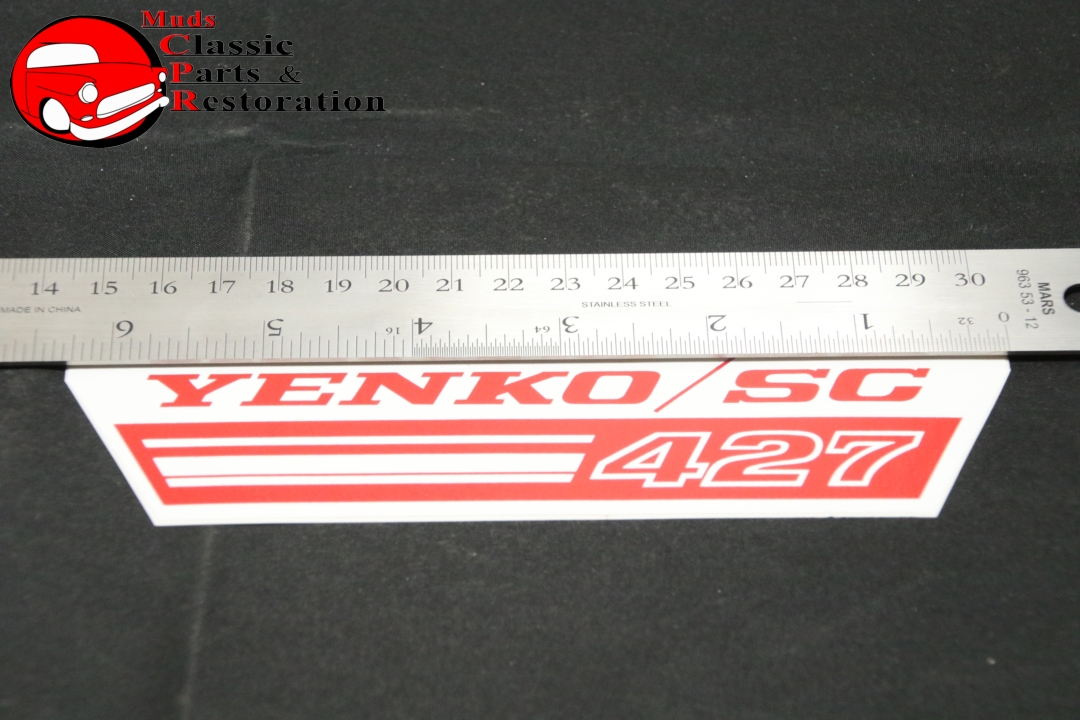 Muds
Classic
Parts &
Restoration
14 15 16 17 18 19 20 21 22 23 24 25 26 27 28 29 30
MADE IN CHINA
STAINLESS STEEL
MARS
963 53 - 12
6 5 16 4 64 3 2 1 32 0
YENKO/SC
427